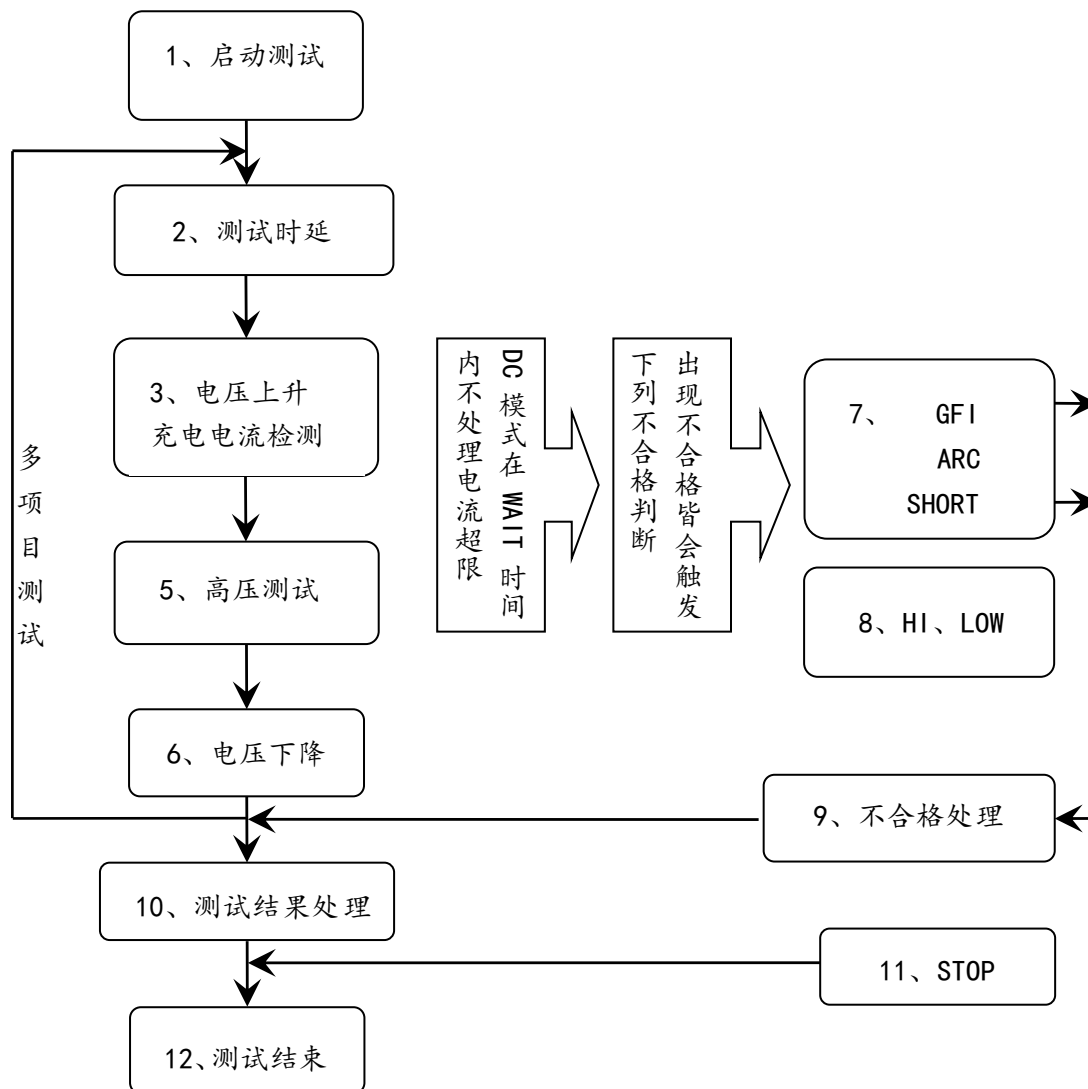 1、启动测试
2、测试时延
3、电压上升
充电电流检测
5、高压测试
6、电压下降
多项目测试
DC 模式在 WAIT 时间
内不处理电流超限
出现不合格皆会触发
下列不合格判断
7、 GFI
ARC
SHORT
8、HI、LOW
9、不合格处理
10、测试结果处理
11、STOP
12、测试结束